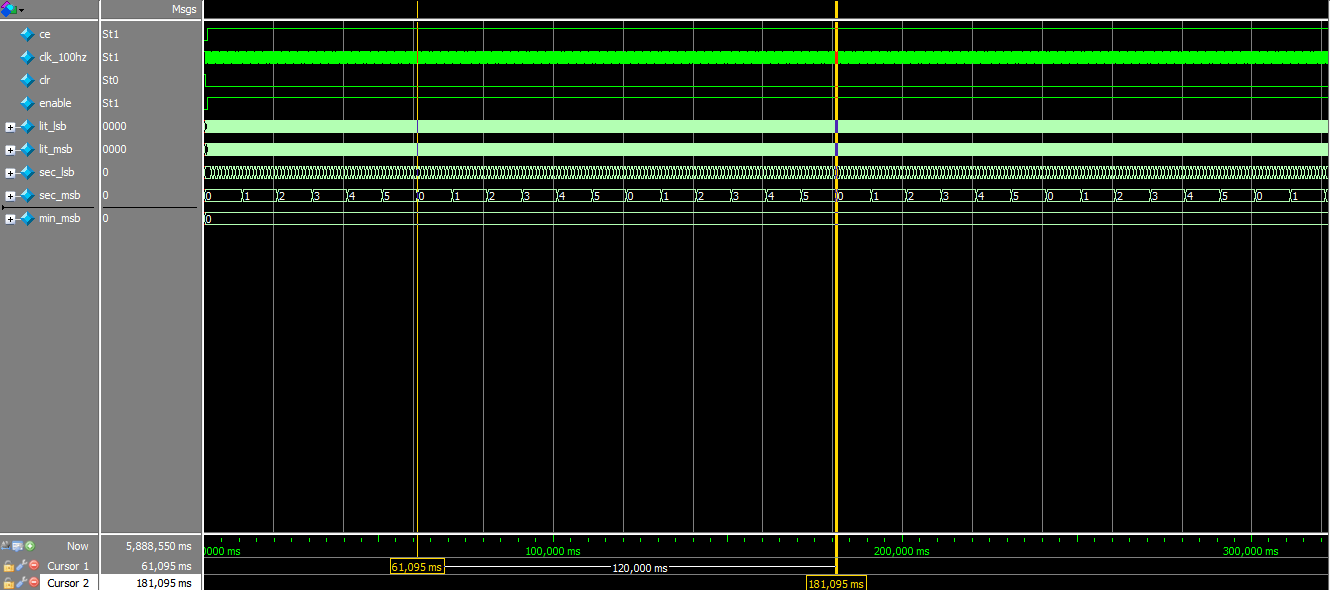 Msgs
ce St1
clk_100hz St1
clr St0
enable St1
lit_lsb 0000
lit_msb 0000
sec_lsb 0
sec_msb 0 0 1 2 3 4 5 0 1 2 3 4 5 0 1 2 3 4 5 0 1 2 3 4 5 0 1 2 3 4 5 0 1
min_msb 0 0
Now 5,888,550 ms 0000 ms 100,000 ms 200,000 ms 300,000 ms
Cursor 1 61,095 ms 61,095 ms 120,000 ms
Cursor 2 181,095 ms 181,095 ms